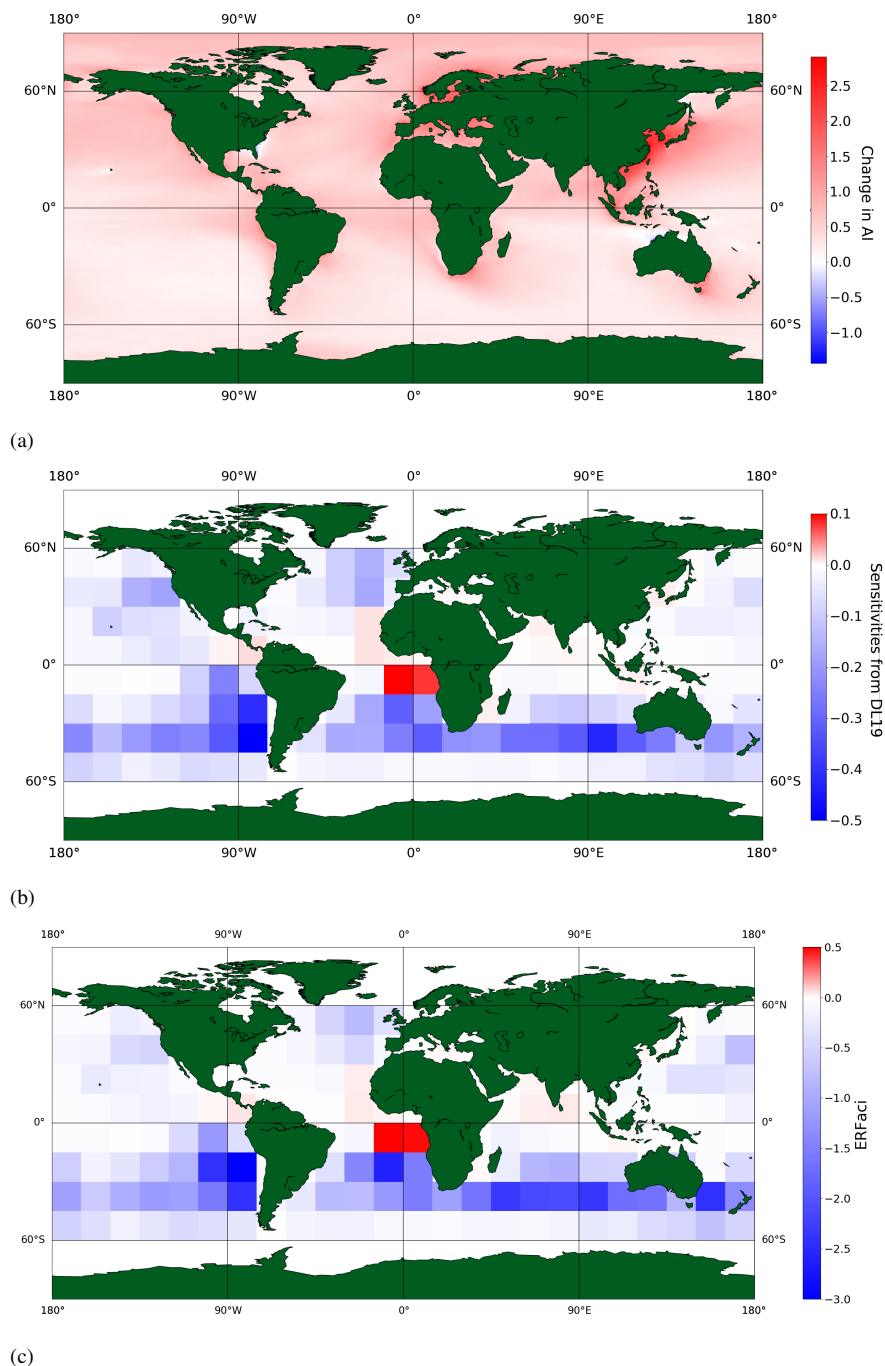 180° 90°W 0° 90°E 180°
60°N 60°N
0° 0°
60°S 60°S
180° 90°W 0° 90°E 180°
2.5
2.0
1.5
1.0
0.5
0.0
−0.5
−1.0
Change in AI
(a)
180° 90°W 0° 90°E 180°
60°N 60°N
0° 0°
60°S 60°S
180° 90°W 0° 90°E 180°
0.1
0.0
−0.1
−0.2
−0.3
−0.4
−0.5
Sensitivities from DL19
(b)
180° 90°W 0° 90°E 180°
60°N 60°N
0° 0°
60°S 60°S
180° 90°W 0° 90°E 180°
0.5
0.0
−0.5
−1.0
−1.5
−2.0
−2.5
−3.0
ERFaci
(c)